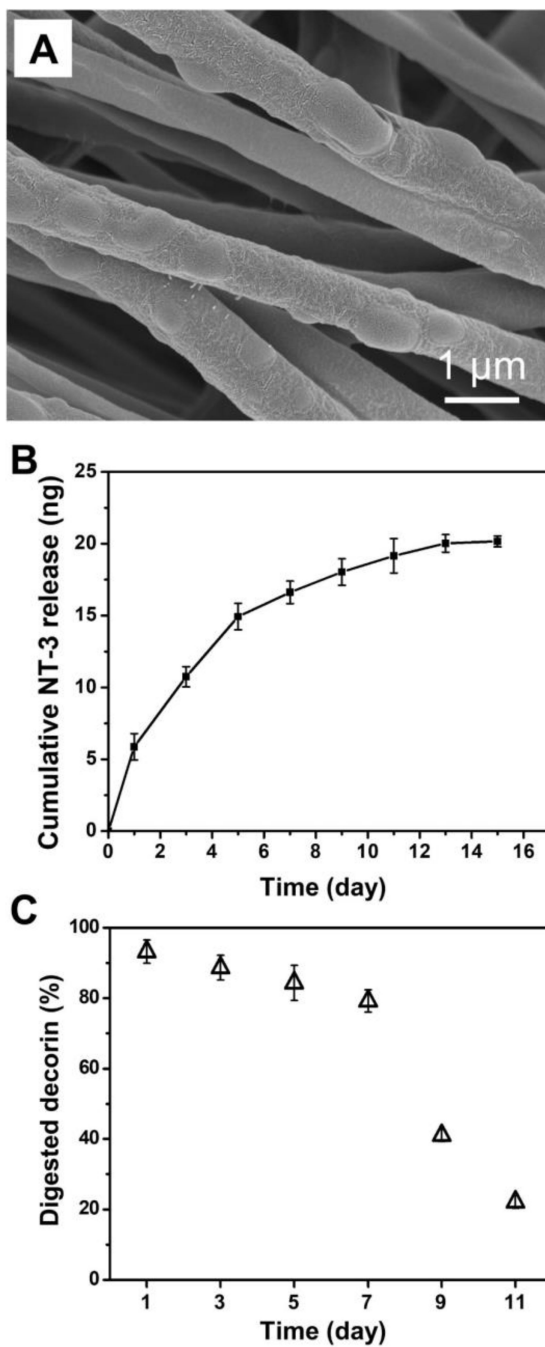 A
1 μm
B
Cumulative NT-3 release (ng)
25
20
15
10
5
0
0 2 4 6 8 10 12 14 16
Time (day)
C
Digested decorin (%)
100
80
60
40
20
0
1 3 5 7 9 11
Time (day)